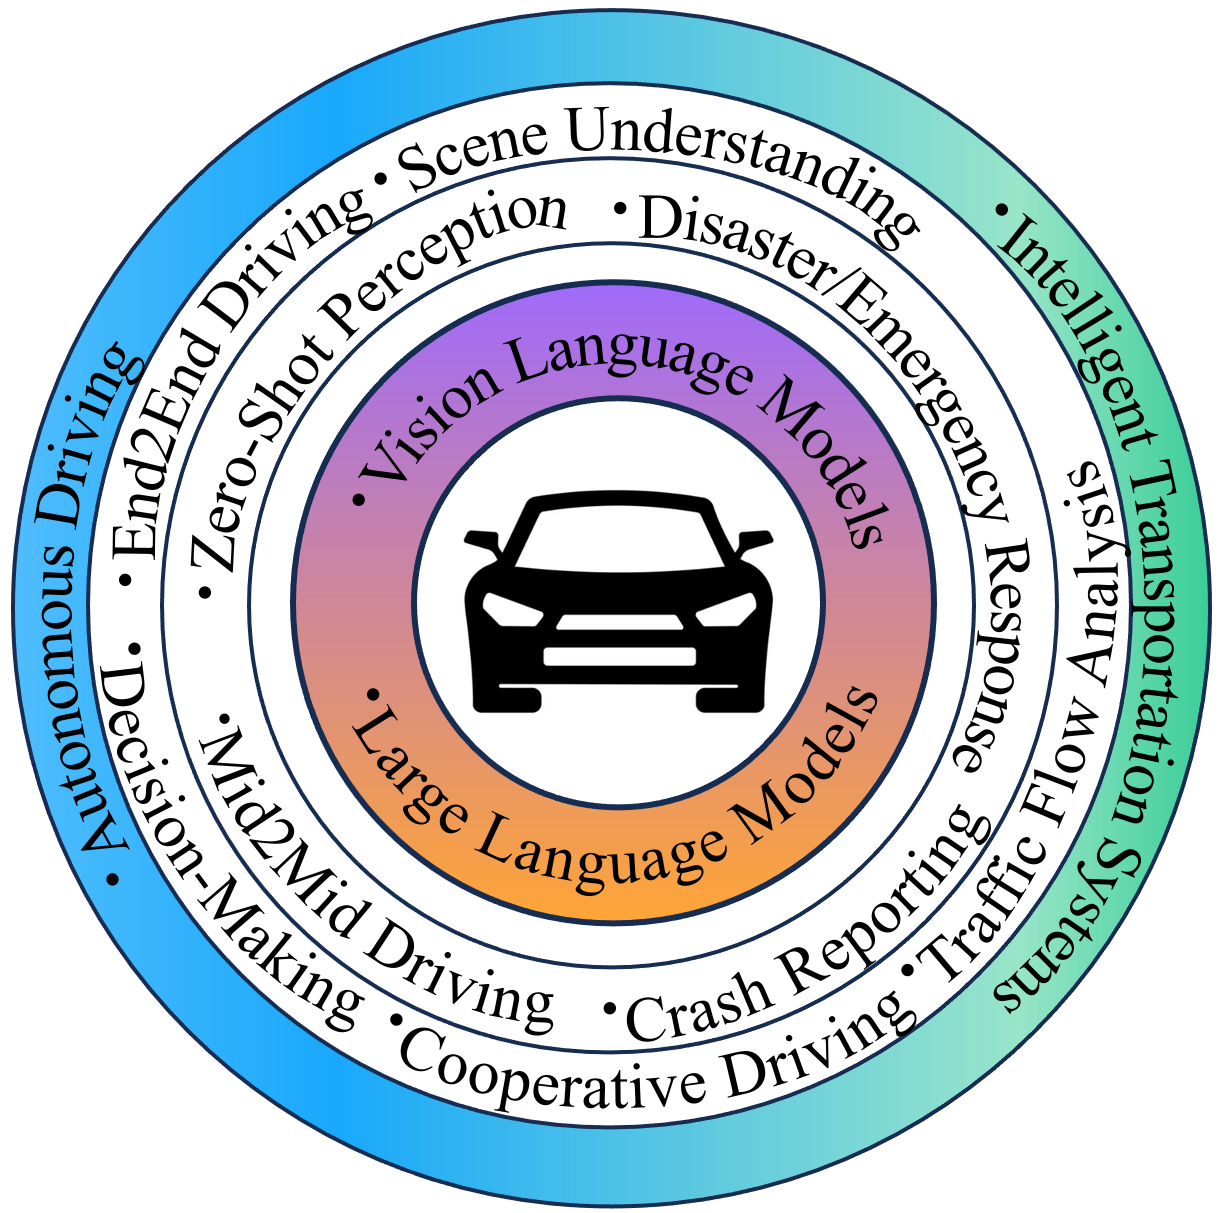 • Autonomous Driving
• Intelligent Transportation Systems
• End2End Driving
• Scene Understanding
• Decision-Making
• Cooperative Driving
• Traffic Flow Analysis
• Zero-Shot Perception
• Disaster/Emergency Response
• Mid2Mid Driving
• Crash Reporting
• Vision Language Models
• Large Language Models